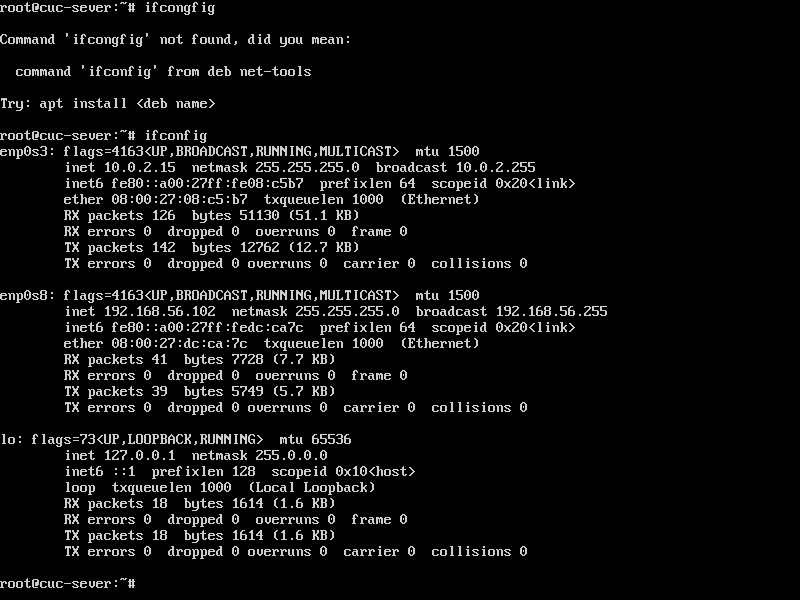 root@cuc-sever:~# ifcongfig
Command 'ifcongfig' not found, did you mean:
command 'ifconfig' from deb net-tools
Try: apt install <deb name>
root@cuc-sever:~# ifconfig
enp0s3: flags=4163<UP,BROADCAST,RUNNING,MULTICAST>  mtu 1500
        inet 10.0.2.15  netmask 255.255.255.0  broadcast 10.0.2.255
        inet6 fe80::a00:27ff:fe08:c5b7  prefixlen 64  scopeid 0x20<link>
        ether 08:00:27:08:c5:b7  txqueuelen 1000  (Ethernet)
        RX packets 126  bytes 51130 (51.1 KB)
        RX errors 0  dropped 0  overruns 0  frame 0
        TX packets 142  bytes 12762 (12.7 KB)
        TX errors 0  dropped 0 overruns 0  carrier 0  collisions 0
enp0s8: flags=4163<UP,BROADCAST,RUNNING,MULTICAST>  mtu 1500
        inet 192.168.56.102  netmask 255.255.255.0  broadcast 192.168.56.255
        inet6 fe80::a00:27ff:fedc:ca7c  prefixlen 64  scopeid 0x20<link>
        ether 08:00:27:dc:ca:7c  txqueuelen 1000  (Ethernet)
        RX packets 41  bytes 7728 (7.7 KB)
        RX errors 0  dropped 0  overruns 0  frame 0
        TX packets 39  bytes 5749 (5.7 KB)
        TX errors 0  dropped 0 overruns 0  carrier 0  collisions 0
lo: flags=73<UP,LOOPBACK,RUNNING>  mtu 65536
        inet 127.0.0.1  netmask 255.0.0.0
        inet6 ::1  prefixlen 128  scopeid 0x10<host>
        loop  txqueuelen 1000  (Local Loopback)
        RX packets 18  bytes 1614 (1.6 KB)
        RX errors 0  dropped 0  overruns 0  frame 0
        TX packets 18  bytes 1614 (1.6 KB)
        TX errors 0  dropped 0 overruns 0  carrier 0  collisions 0
root@cuc-sever:~#